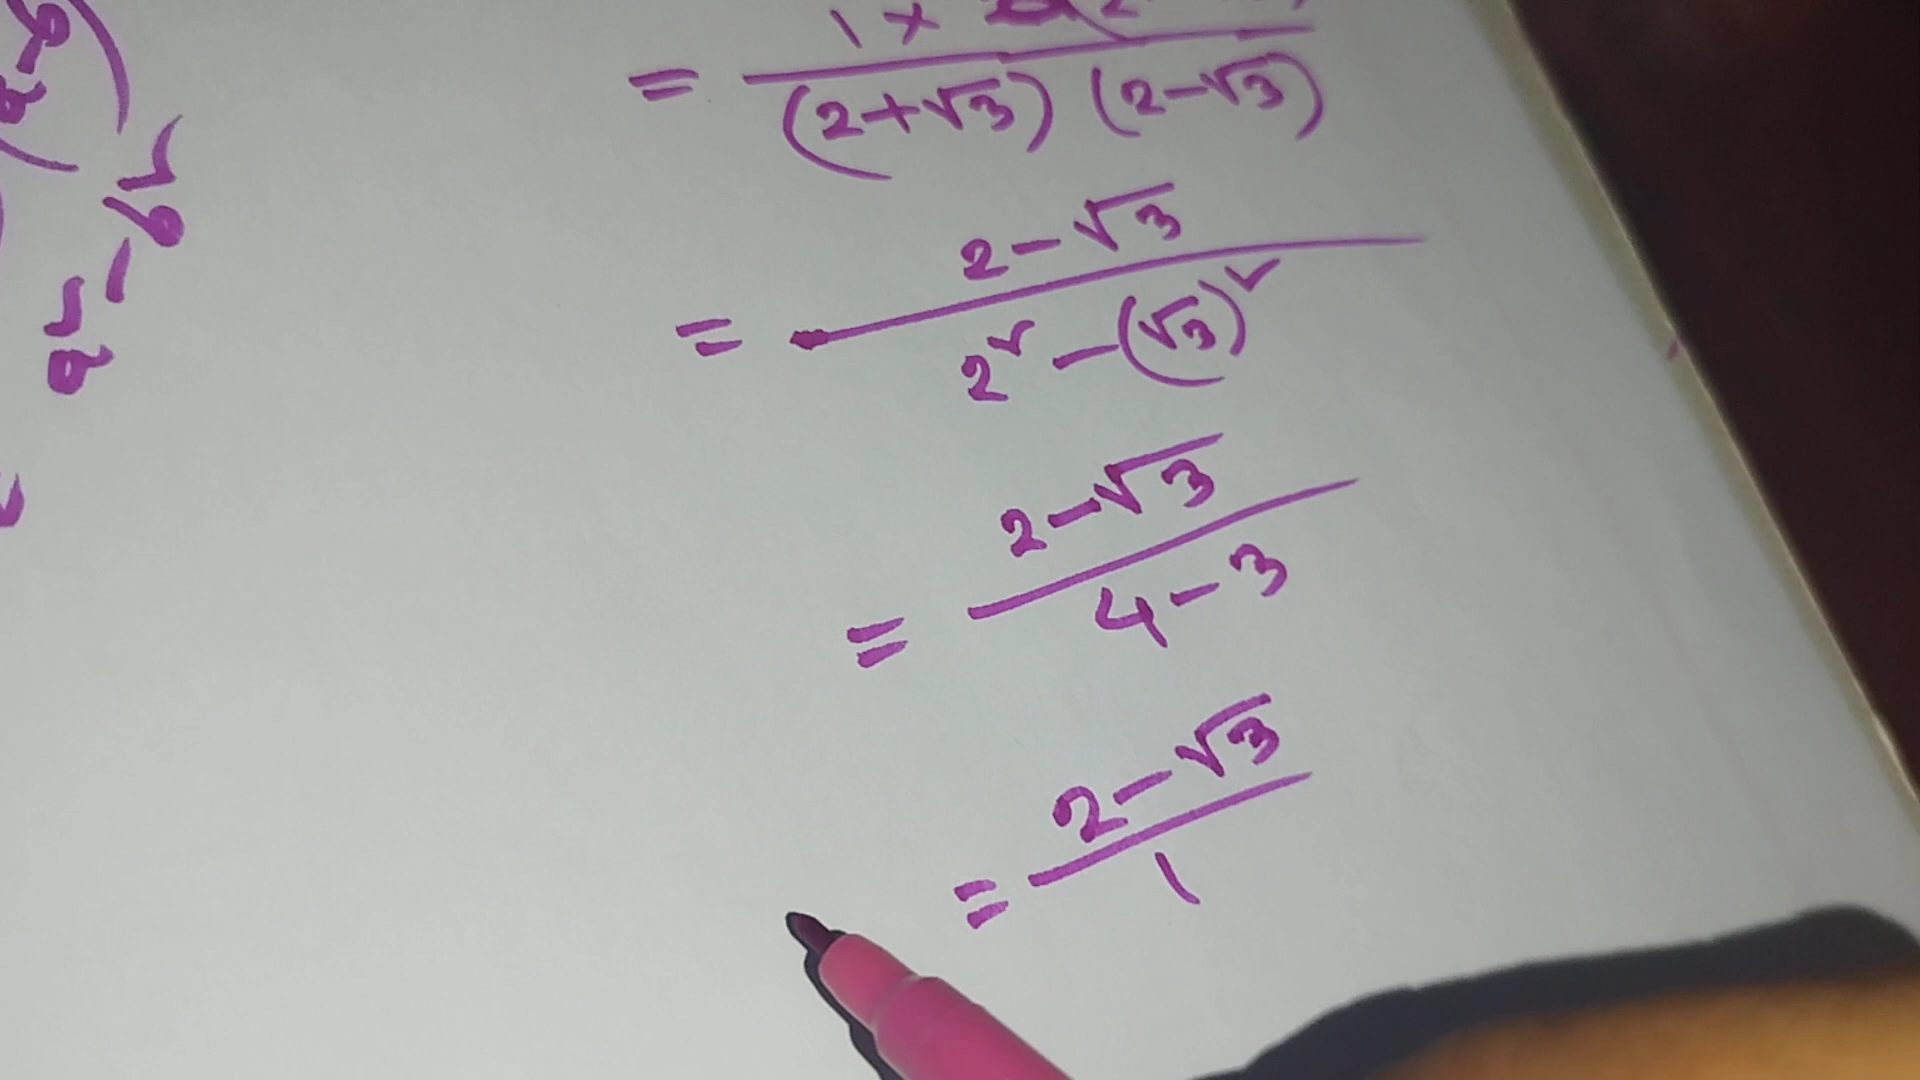 = 1 × (2
(2+√3) (2-√3)
= 2-√3
2² - (√3)²
= 2-√3
4-3
= 2-√3
1
a-b)
a² - b²